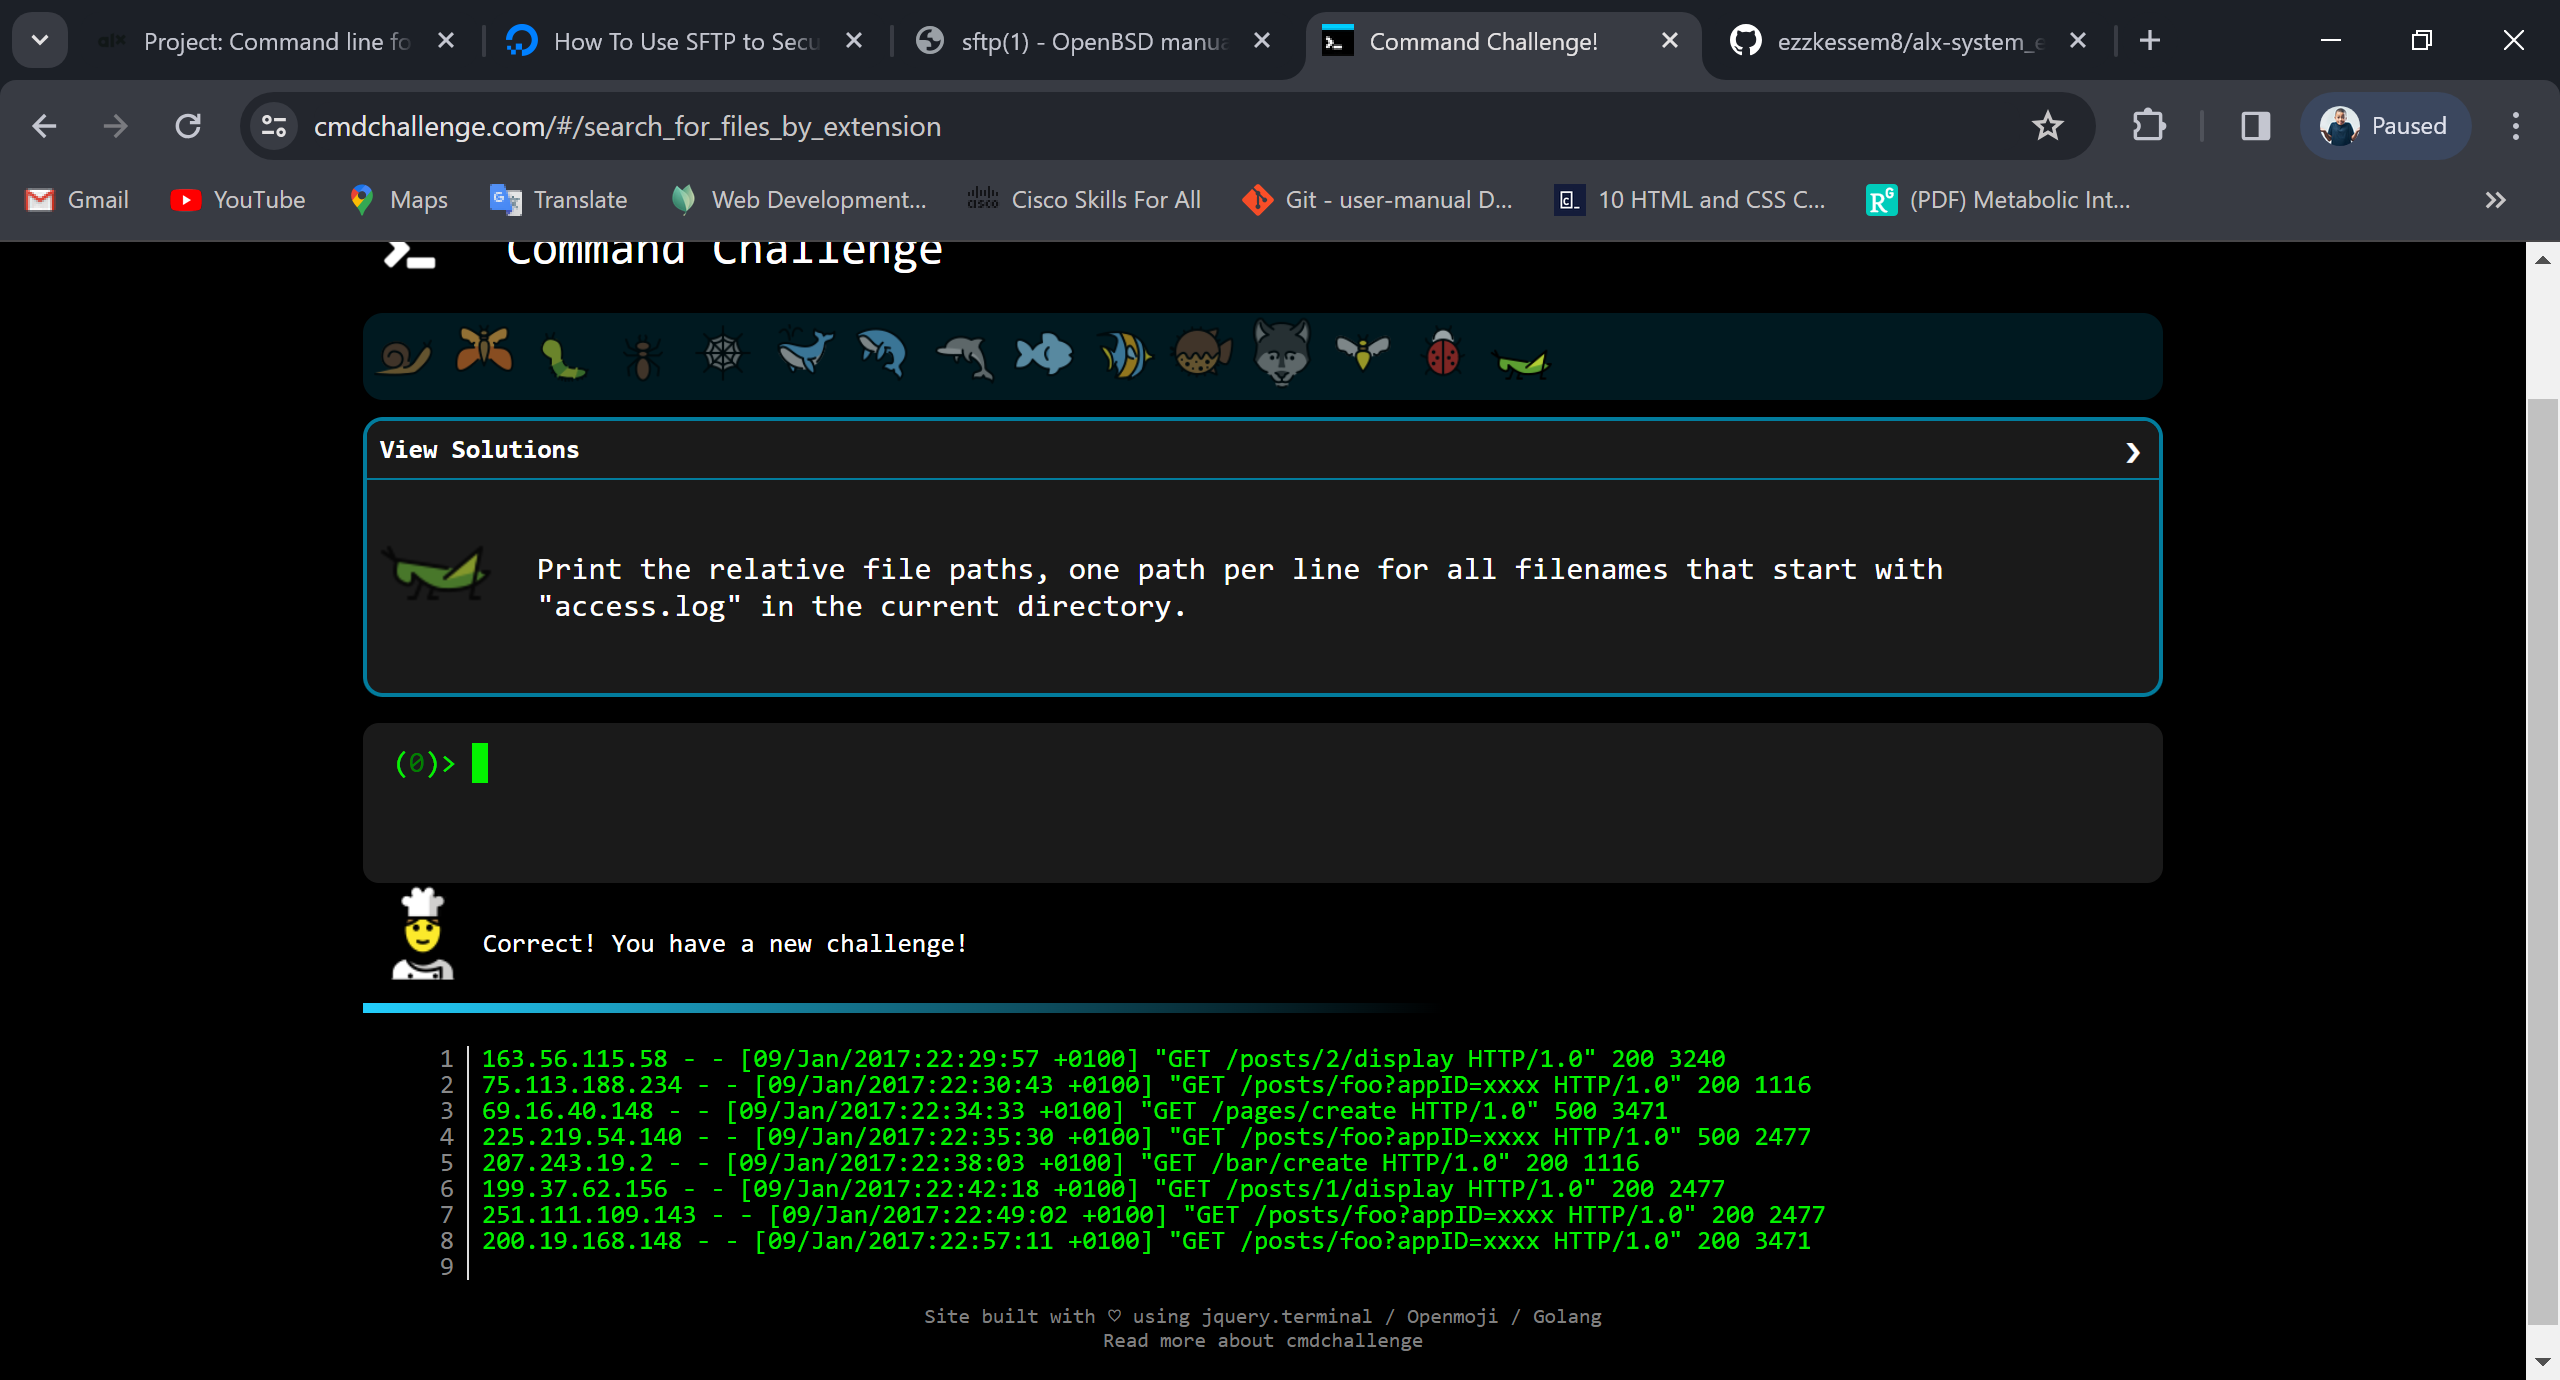 alx Project: Command line fo
How To Use SFTP to Secu
sftp(1) - OpenBSD manua
Command Challenge!
ezzkessem8/alx-system_e
cmdchallenge.com/#/search_for_files_by_extension
Paused
Gmail
YouTube
Maps
Translate
Web Development...
Cisco Skills For All
Git - user-manual D...
10 HTML and CSS C...
(PDF) Metabolic Int...
Command Challenge
View Solutions
Print the relative file paths, one path per line for all filenames that start with
"access.log" in the current directory.
(0)>
Correct! You have a new challenge!
1 163.56.115.58 - - [09/Jan/2017:22:29:57 +0100] "GET /posts/2/display HTTP/1.0" 200 3240
2 75.113.188.234 - - [09/Jan/2017:22:30:43 +0100] "GET /posts/foo?appID=xxxx HTTP/1.0" 200 1116
3 69.16.40.148 - - [09/Jan/2017:22:34:33 +0100] "GET /pages/create HTTP/1.0" 500 3471
4 225.219.54.140 - - [09/Jan/2017:22:35:30 +0100] "GET /posts/foo?appID=xxxx HTTP/1.0" 500 2477
5 207.243.19.2 - - [09/Jan/2017:22:38:03 +0100] "GET /bar/create HTTP/1.0" 200 1116
6 199.37.62.156 - - [09/Jan/2017:22:42:18 +0100] "GET /posts/1/display HTTP/1.0" 200 2477
7 251.111.109.143 - - [09/Jan/2017:22:49:02 +0100] "GET /posts/foo?appID=xxxx HTTP/1.0" 200 2477
8 200.19.168.148 - - [09/Jan/2017:22:57:11 +0100] "GET /posts/foo?appID=xxxx HTTP/1.0" 200 3471
9
Site built with ♡ using jquery.terminal / Openmoji / Golang
Read more about cmdchallenge